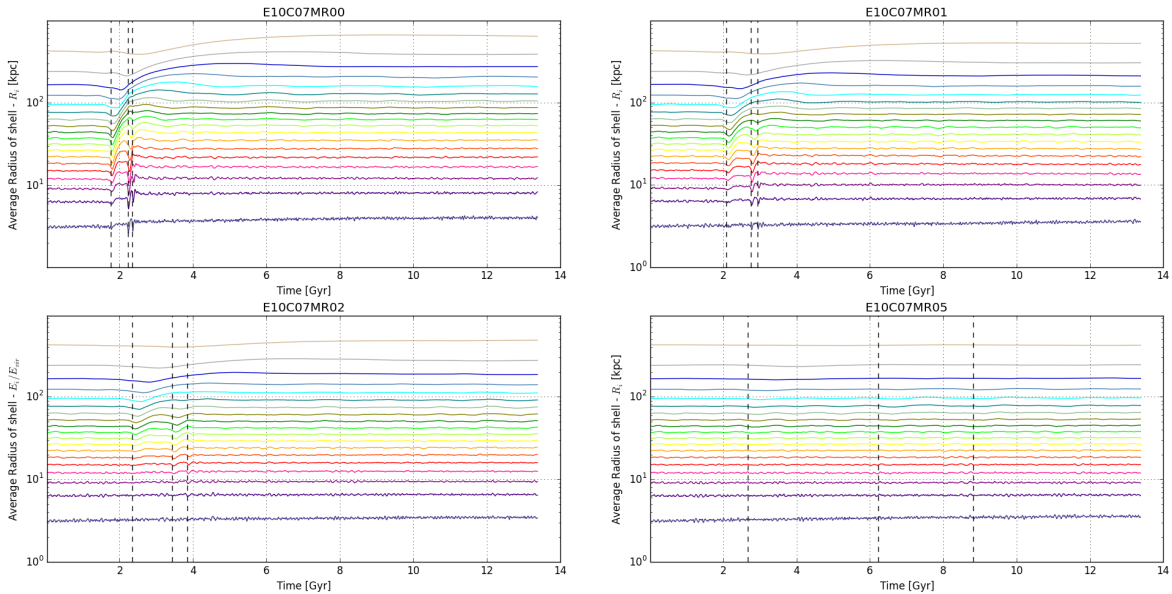 E10C07MR00
Average Radius of shell - R_i [kpc]
10^2
10^1
2 4 6 8 10 12 14
Time [Gyr]
E10C07MR01
Average Radius of shell - R_i [kpc]
10^2
10^1
10^0
2 4 6 8 10 12 14
Time [Gyr]
E10C07MR02
Average Radius of shell - E_i/E_vir
10^2
10^1
10^0
2 4 6 8 10 12 14
Time [Gyr]
E10C07MR05
Average Radius of shell - R_i [kpc]
10^2
10^1
10^0
2 4 6 8 10 12 14
Time [Gyr]